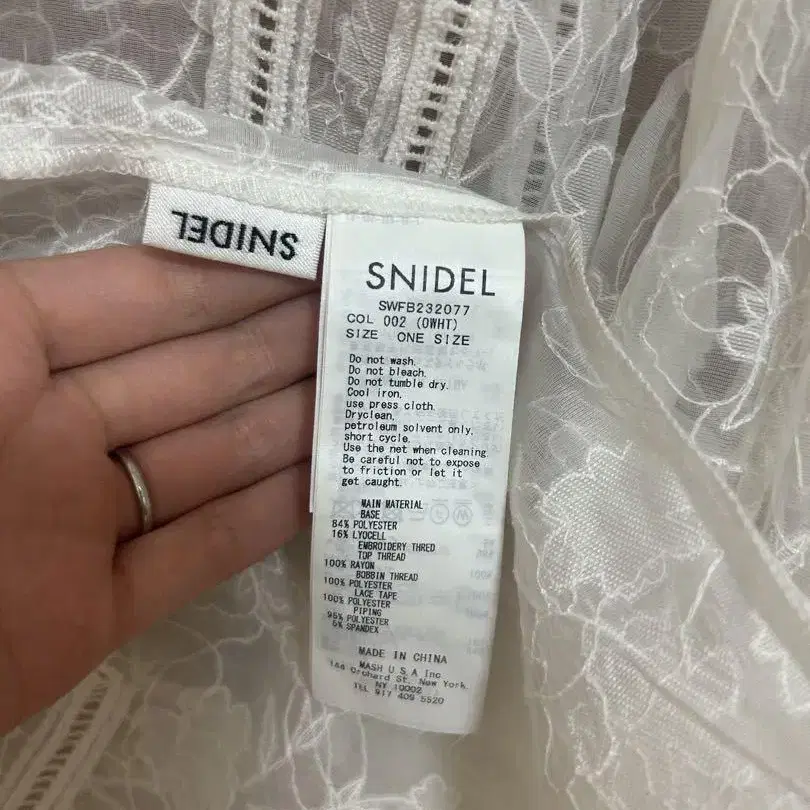 SNIDEL
SNIDEL
SWFB232077
COL 002 (OWHT)
SIZE ONE SIZE
Do not wash.
Do not bleach.
Do not tumble dry.
Cool iron.
use press cloth.
Dryclean.
petroleum solvent only.
short cycle.
Use the net when cleaning
Be careful not to expose
to friction or let it
get caught.
MAIN MATERIAL
BASE
84% POLYESTER
16% LYOCELL
EMBROIDERY THRED
TOP THREAD
100% RAYON
BOBBIN THREAD
100% POLYESTER
LACE TAPE
100% POLYESTER
PIPING
95% POLYESTER
5% SPANDEX
MADE IN CHINA
MASH U.S.A Inc
144 Orchard St. New York
NY 10002
TEL 917 409 5520